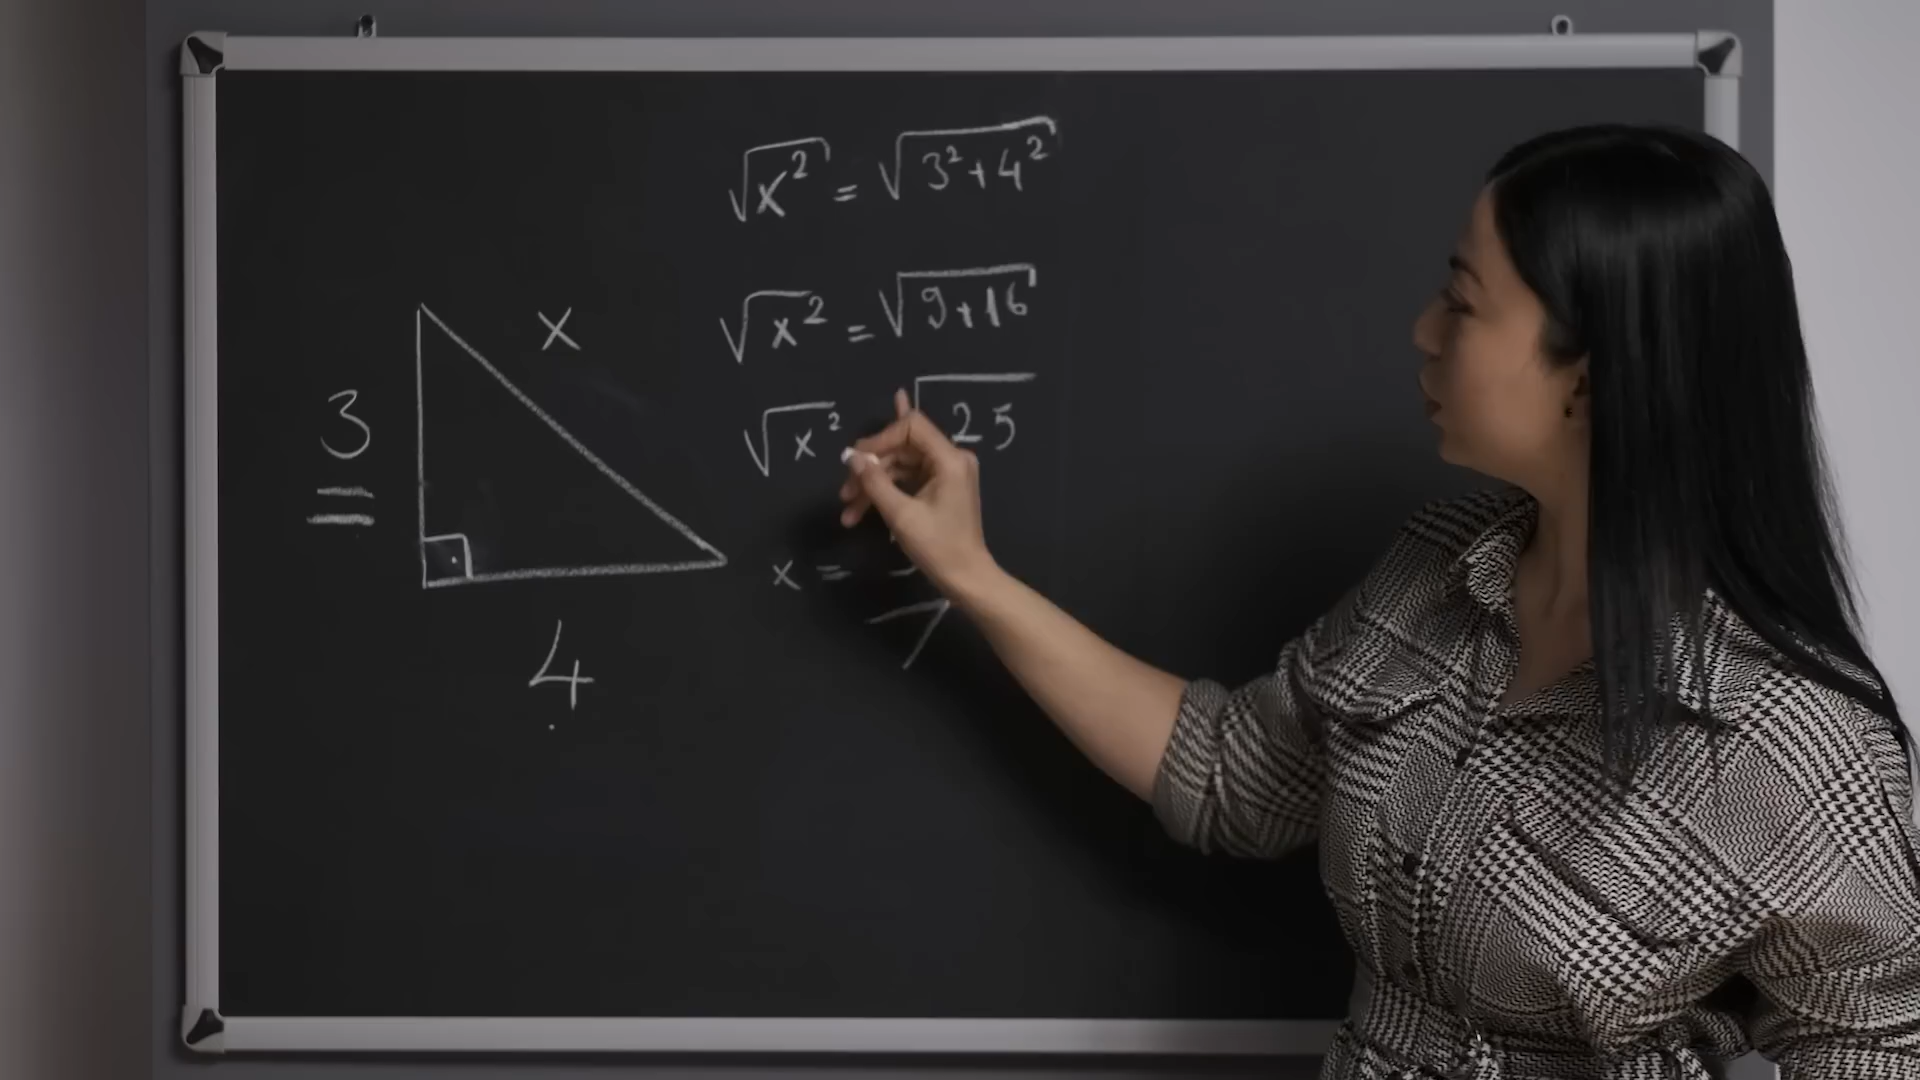 √x² = √3²+4²
x
√x² = √9+16
3
√x² √25
x =
4